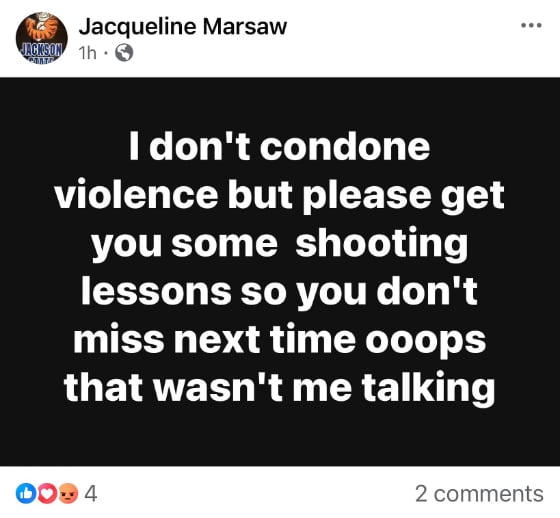 Jacqueline Marsaw
1h ·
JACKSON
STATE
I don't condone
violence but please get
you some shooting
lessons so you don't
miss next time ooops
that wasn't me talking
4
2 comments